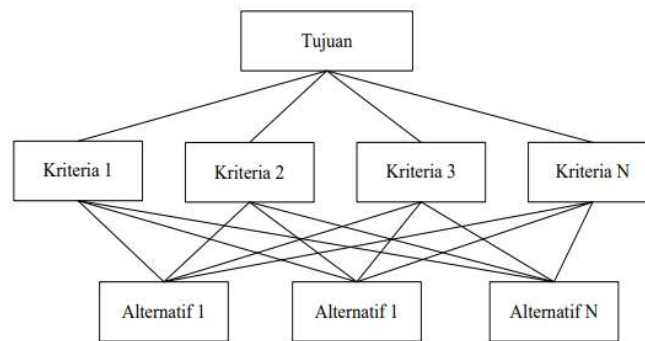 Tujuan
Kriteria 1
Kriteria 2
Kriteria 3
Kriteria N
Alternatif 1
Alternatif 1
Alternatif N